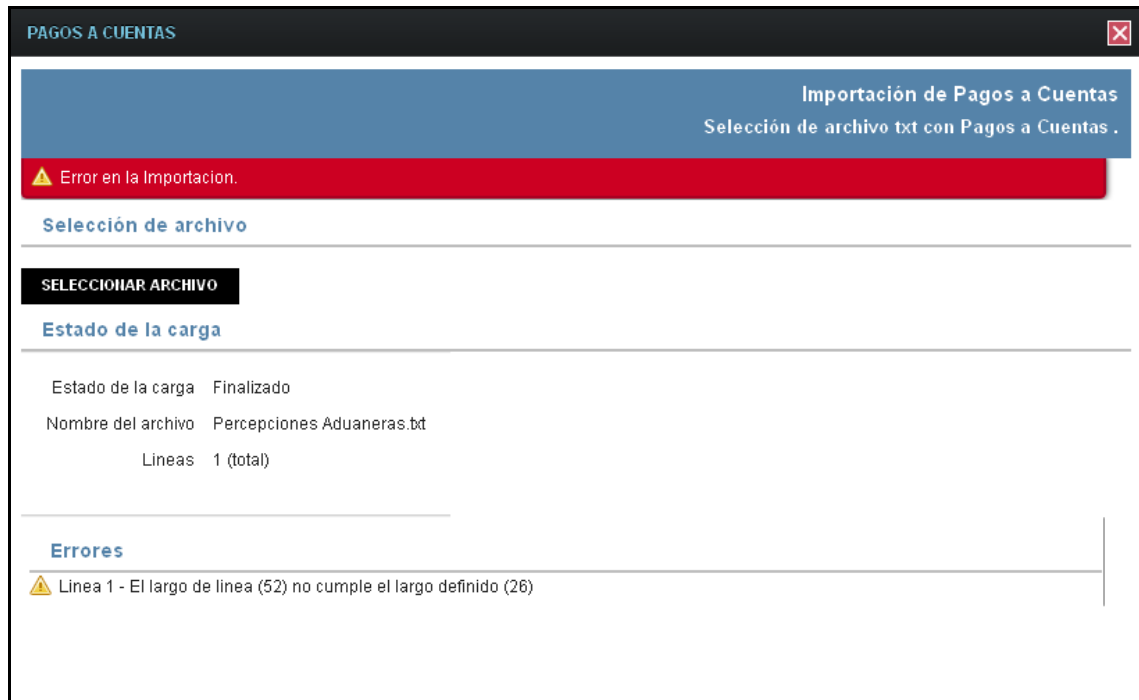 PAGOS A CUENTAS
Importación de Pagos a Cuentas
Selección de archivo txt con Pagos a Cuentas .
Error en la Importacion.
Selección de archivo
SELECCIONAR ARCHIVO
Estado de la carga
Estado de la carga Finalizado
Nombre del archivo Percepciones Aduaneras.txt
Lineas 1 (total)
Errores
Linea 1 - El largo de linea (52) no cumple el largo definido (26)